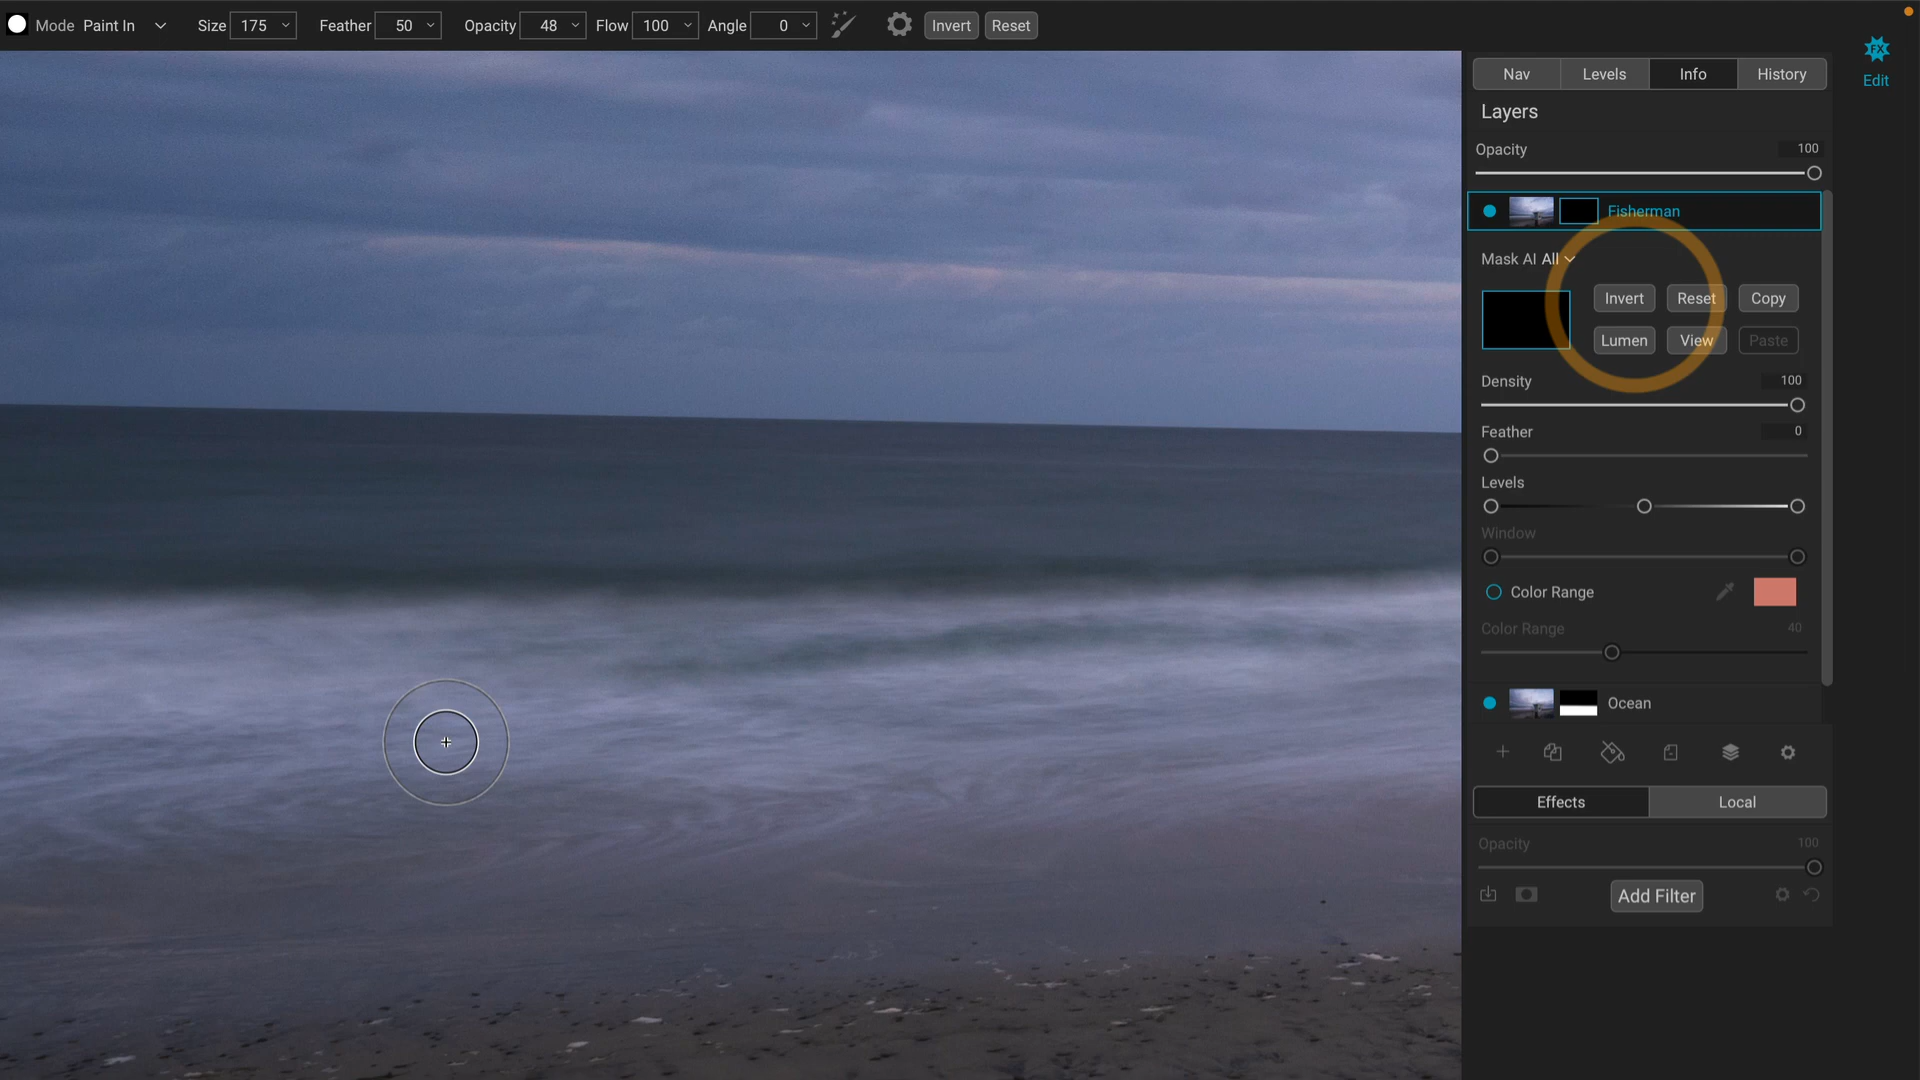 Mode Paint In Size 175 Feather 50 Opacity 48 Flow 100 Angle 0 Invert Reset
FX
Edit
Nav Levels Info History
Layers
Opacity 100
Fisherman
Mask AI All
Invert Reset Copy
Lumen View Paste
Density 100
Feather 0
Levels
Window
Color Range
Color Range 40
Ocean
Effects Local
Opacity 100
Add Filter